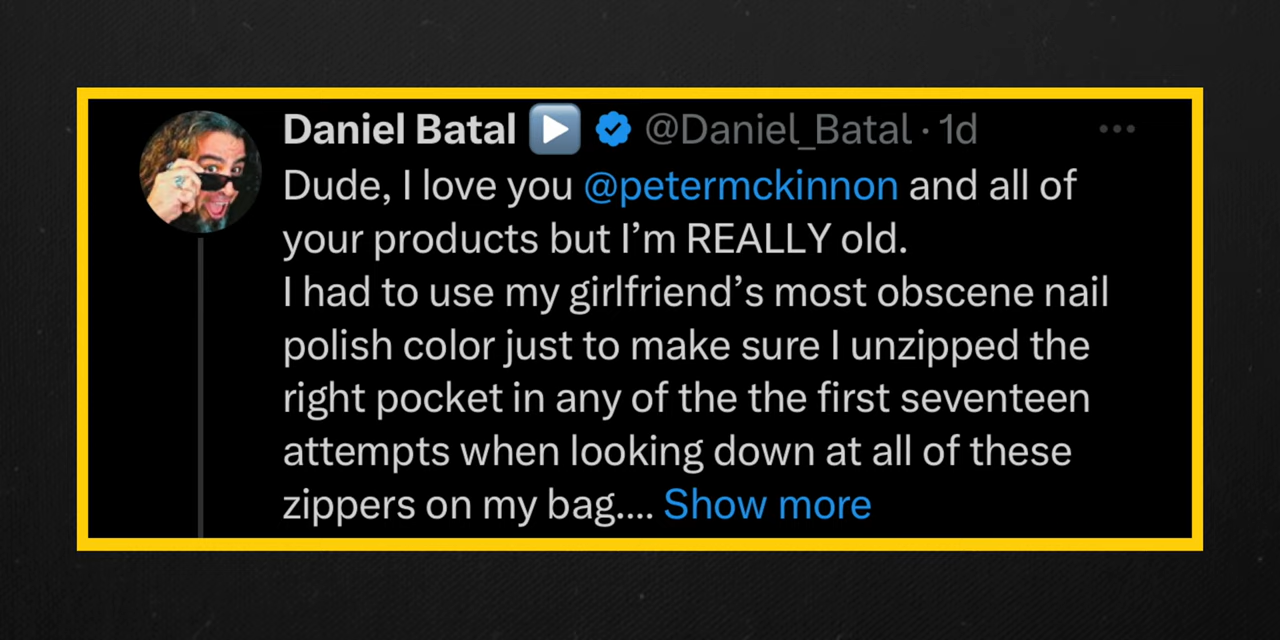 Daniel Batal ▶️ @Daniel_Batal · 1d
Dude, I love you @petermckinnon and all of
your products but I’m REALLY old.
I had to use my girlfriend’s most obscene nail
polish color just to make sure I unzipped the
right pocket in any of the the first seventeen
attempts when looking down at all of these
zippers on my bag.... Show more